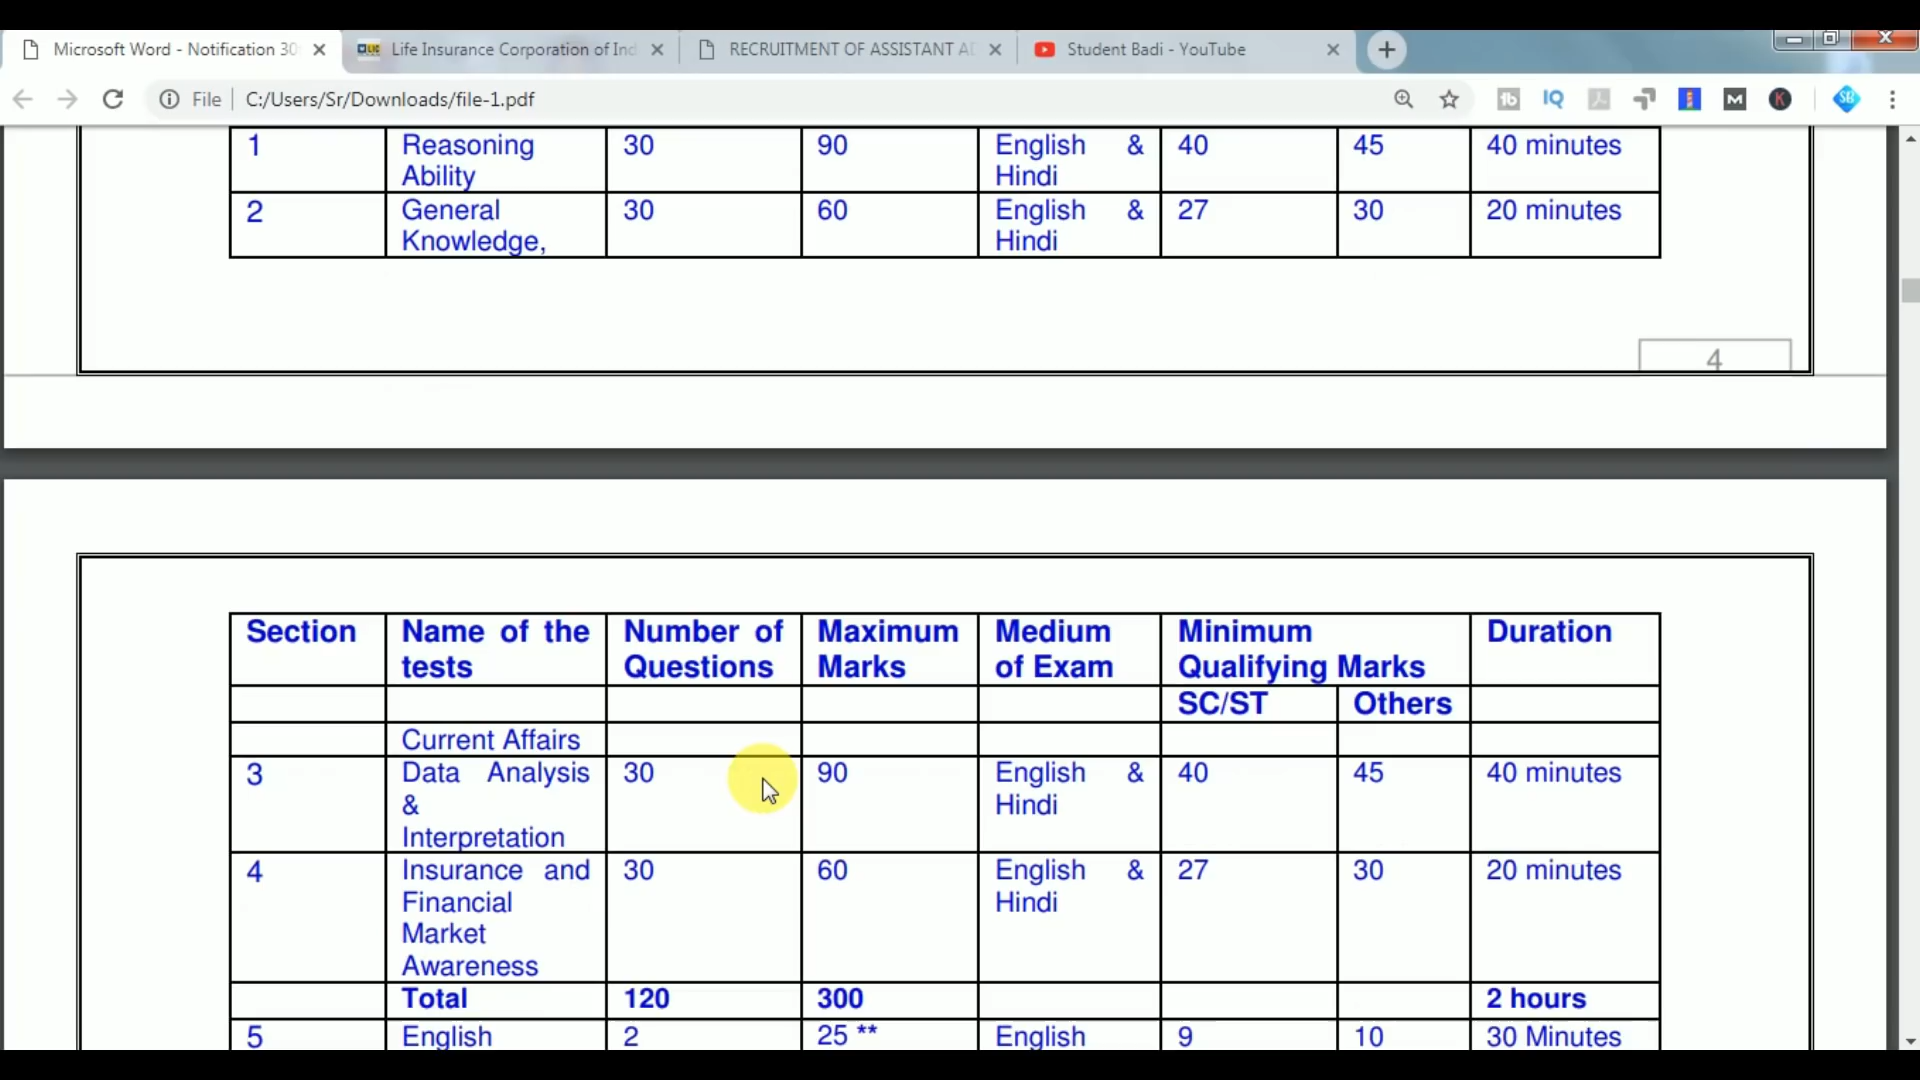 Microsoft Word - Notification 30
Life Insurance Corporation of Ind
RECRUITMENT OF ASSISTANT AD
Student Badi - YouTube
File C:/Users/Sr/Downloads/file-1.pdf
1 Reasoning 30 90 English & 40 45 40 minutes
Ability Hindi
2 General 30 60 English & 27 30 20 minutes
Knowledge, Hindi
4
Section Name of the Number of Maximum Medium Minimum Duration
tests Questions Marks of Exam Qualifying Marks
SC/ST Others
Current Affairs
3 Data Analysis 30 90 English & 40 45 40 minutes
& Hindi
Interpretation
4 Insurance and 30 60 English & 27 30 20 minutes
Financial Hindi
Market
Awareness
Total 120 300 2 hours
5 English 2 25 ** English 9 10 30 Minutes